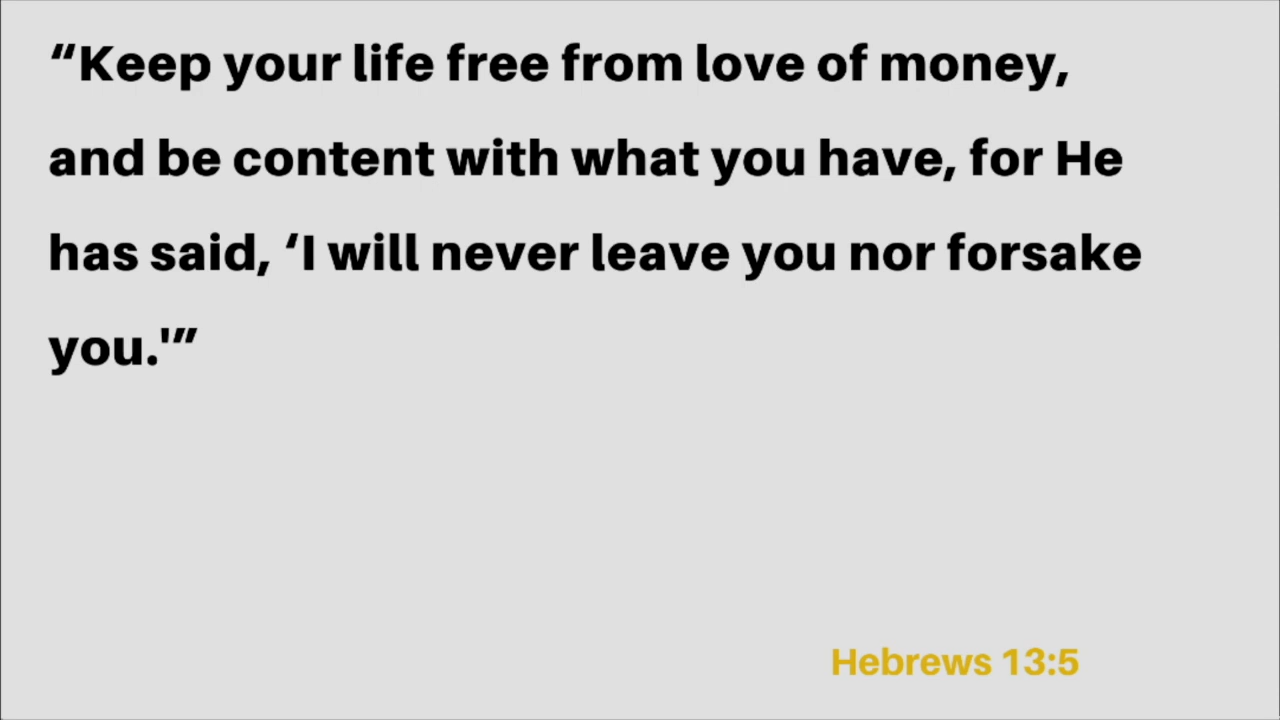 “Keep your life free from love of money,
and be content with what you have, for He
has said, ‘I will never leave you nor forsake
you.'”
Hebrews 13:5